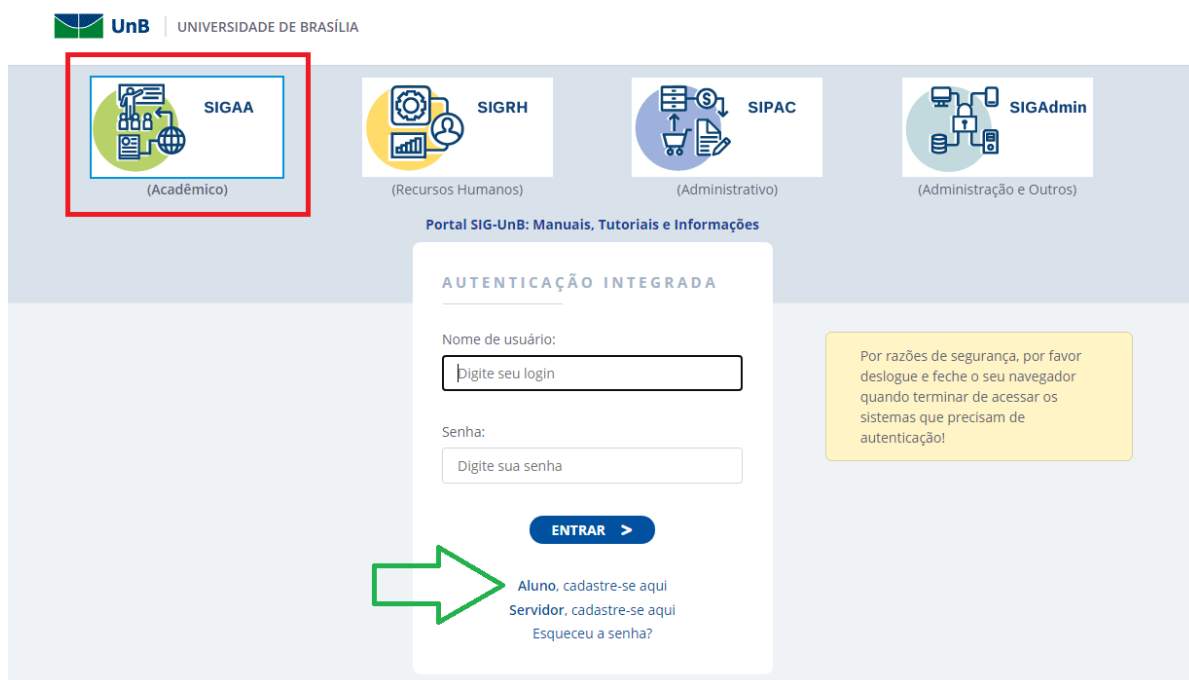 UnB UNIVERSIDADE DE BRASÍLIA
SIGAA
(Acadêmico)
SIGRH
(Recursos Humanos)
SIPAC
(Administrativo)
SIGAdmin
(Administração e Outros)
Portal SIG-UnB: Manuais, Tutoriais e Informações
AUTENTICAÇÃO INTEGRADA
Nome de usuário:
Digite seu login
Senha:
Digite sua senha
ENTRAR >
Aluno, cadastre-se aqui
Servidor, cadastre-se aqui
Esqueceu a senha?
Por razões de segurança, por favor
deslogue e feche o seu navegador
quando terminar de acessar os
sistemas que precisam de
autenticação!